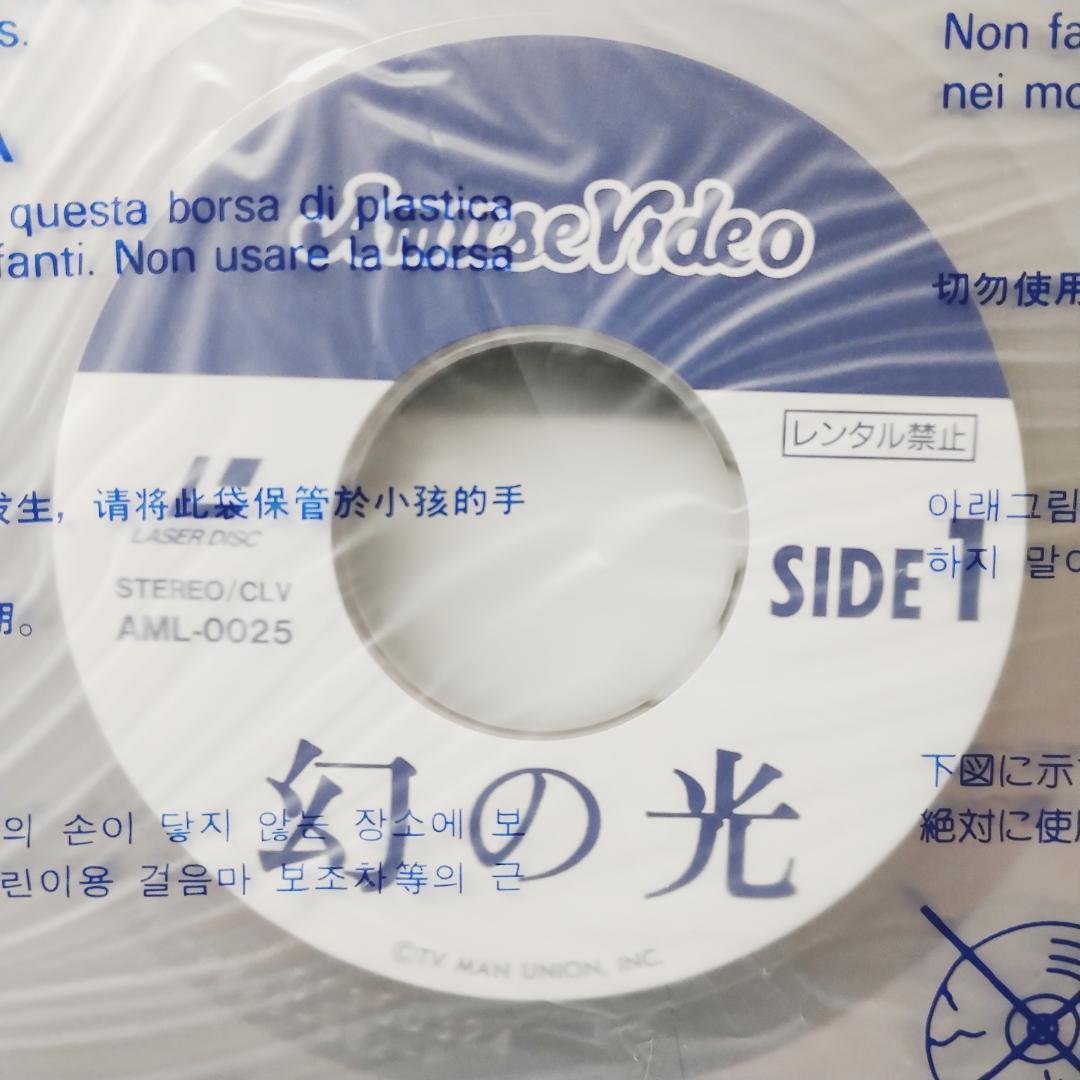 s.
Non fa
nei mo
A
questa borsa di plastica
fanti. Non usare la borsa
AmuseVideo
切勿使用
レンタル禁止
发生，请将此袋保管於小孩的手
LASER DISC
STEREO/CLV
AML-0025
用。
SIDE 1
아래그림
하지 말
幻の光
의 손이 닿지 않는 장소에 보
린이용 걸음마 보조차等의 근
下図に示
絶対に使用
©TV MAN UNION, INC.